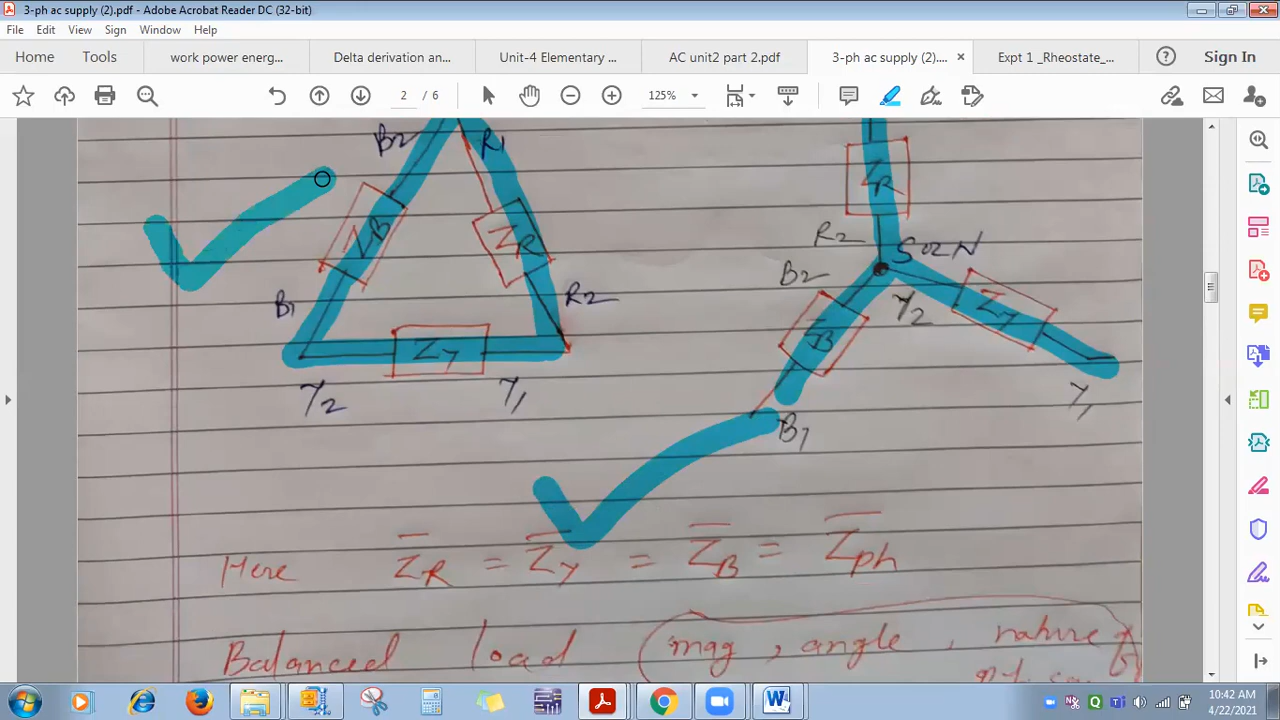 3-ph ac supply (2).pdf - Adobe Acrobat Reader DC (32-bit)
File Edit View Sign Window Help
Home Tools work power energ... Delta derivation an... Unit-4 Elementary ... AC unit2 part 2.pdf 3-ph ac supply (2).... × Expt 1 _Rheostate_... Sign In
2 / 6 125%
B2 R1
ZR
ZB ZR
R2 S or N
B2
B1 R2 Y2 ZY
ZB
ZY
Y2 Y1 Y1
B1
Here Z̅R = Z̅Y = Z̅B = Z̅ph
Balanced load (mag, angle, nature of
10:42 AM
4/22/2021